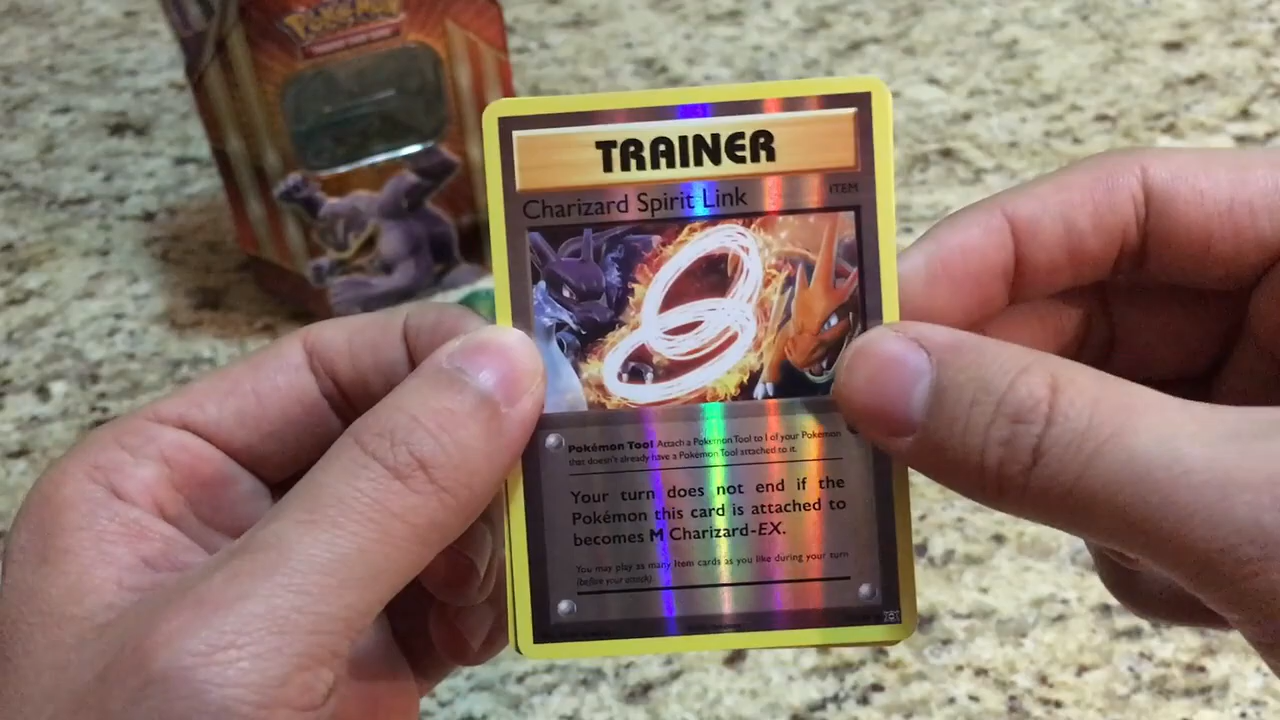 Pokémon
TRAINER
ITEM
Charizard Spirit Link
Pokémon Tool Attach a Pokémon Tool to 1 of your Pokémon
that doesn't already have a Pokémon Tool attached to it.
Your turn does not end if the
Pokémon this card is attached to
becomes M Charizard-EX.
You may play as many Item cards as you like during your turn
(before your attack).